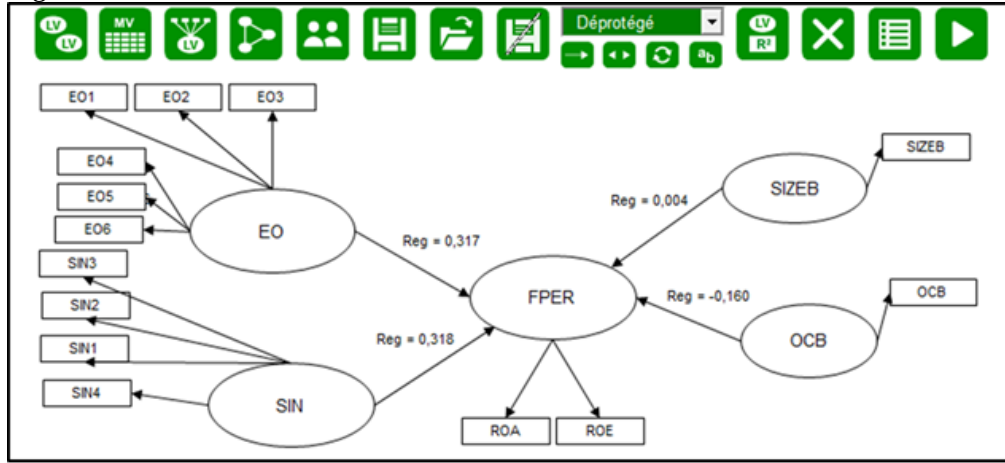 LV
LV
MV
LV
Déprotégé
ab
LV
R²
EO1
EO2
EO3
EO4
EO5
EO6
EO
SIN3
SIN2
SIN1
SIN4
SIN
Reg = 0,317
Reg = 0,318
FPER
ROA
ROE
Reg = 0,004
SIZEB
SIZEB
Reg = -0,160
OCB
OCB